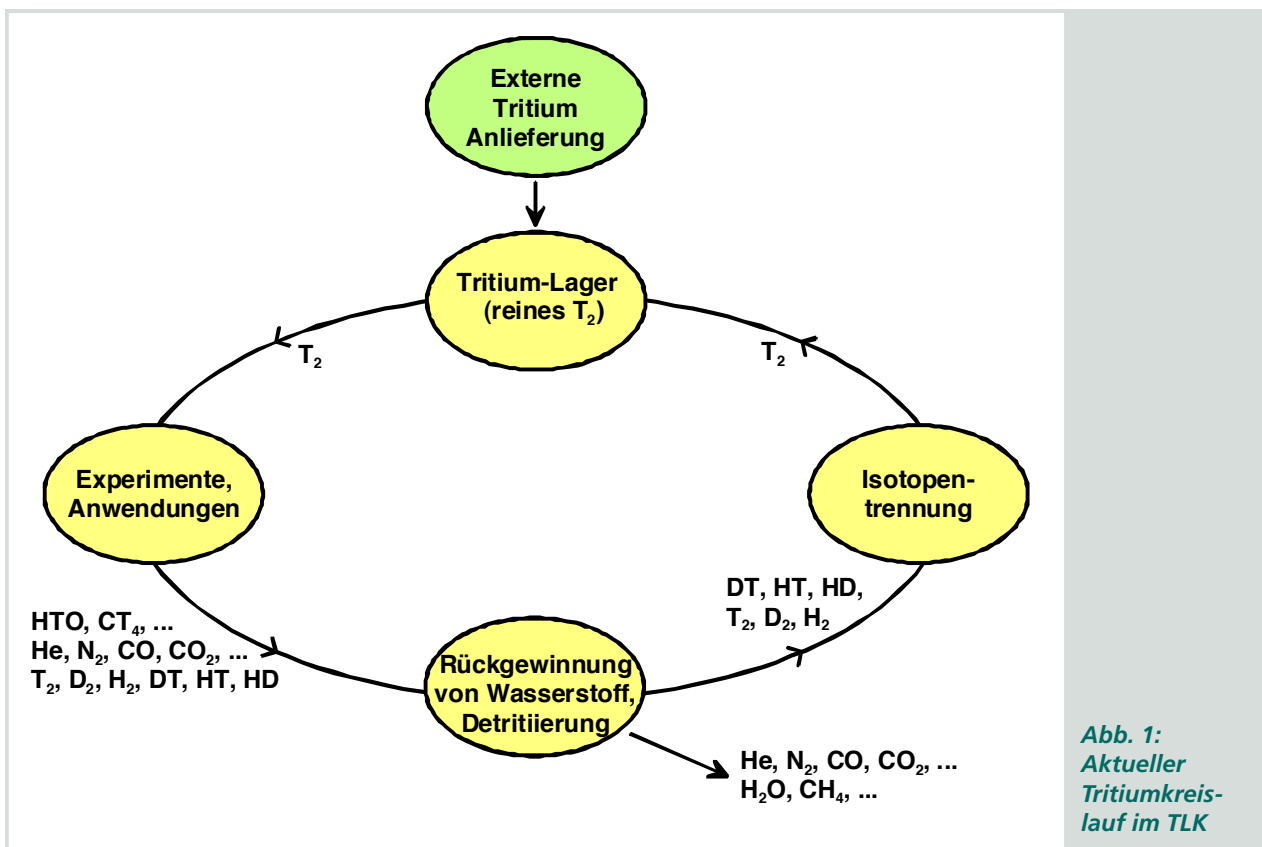 Externe
Tritium
Anlieferung
Tritium-Lager
(reines T₂)
T₂
T₂
Experimente,
Anwendungen
Isotopen-
trennung
HTO, CT₄, ...
He, N₂, CO, CO₂, ...
T₂, D₂, H₂, DT, HT, HD
Rückgewinnung
von Wasserstoff,
Detritiierung
DT, HT, HD,
T₂, D₂, H₂
He, N₂, CO, CO₂, ...
H₂O, CH₄, ...
Abb. 1:
Aktueller
Tritiumkreis-
lauf im TLK